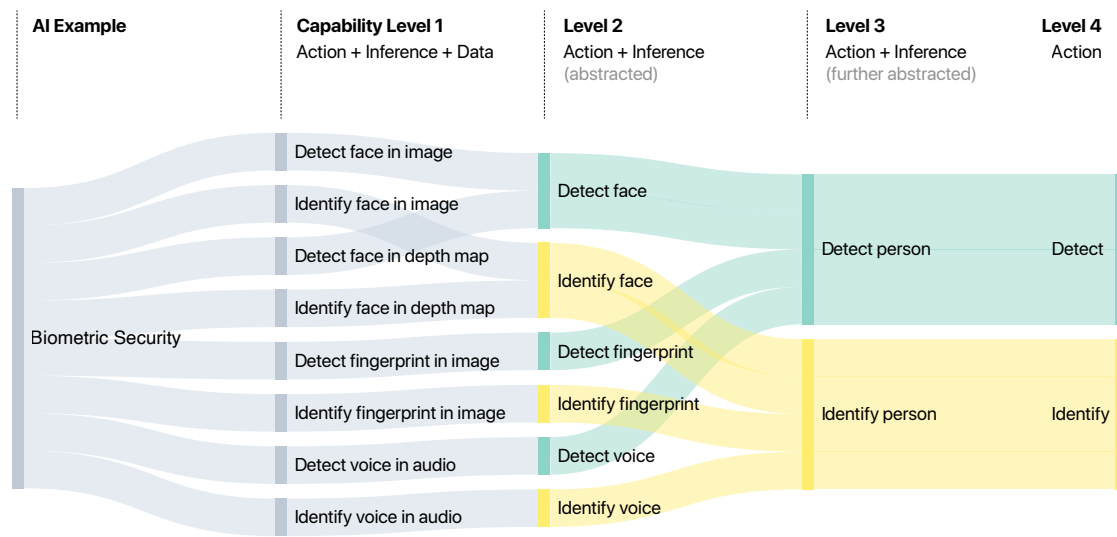 AI Example
Capability Level 1
Action + Inference + Data
Level 2
Action + Inference
(abstracted)
Level 3
Action + Inference
(further abstracted)
Level 4
Action
Biometric Security
Detect face in image
Identify face in image
Detect face in depth map
Identify face in depth map
Detect fingerprint in image
Identify fingerprint in image
Detect voice in audio
Identify voice in audio
Detect face
Identify face
Detect fingerprint
Identify fingerprint
Detect voice
Identify voice
Detect person
Identify person
Detect
Identify